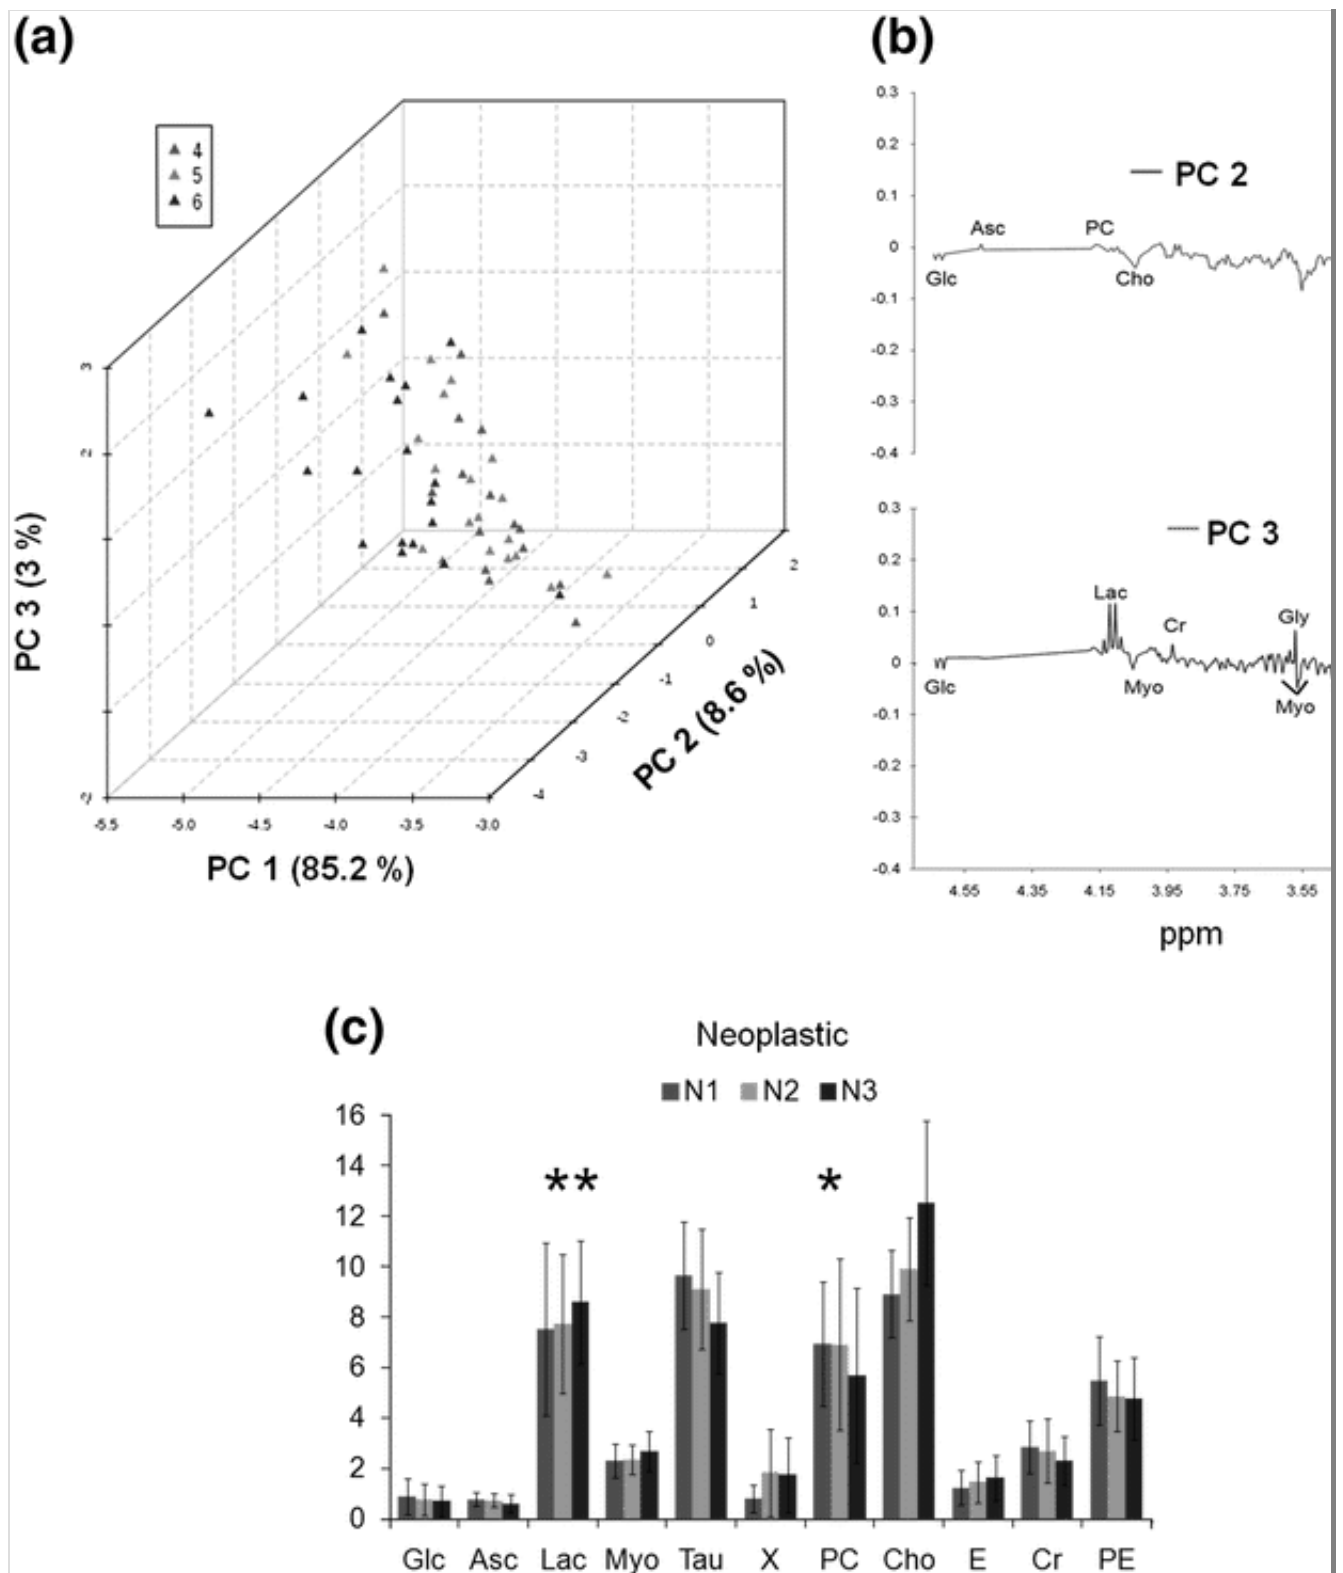 (a)
4
5
6
3
2
-2
PC 3 (3 %)
-5.5 -5.0 -4.5 -4.0 -3.5 -3.0
PC 1 (85.2 %)
-4
-3
-2
-1
0
1
2
PC 2 (8.6 %)
(b)
0.3
0.2
0.1
0
-0.1
-0.2
-0.3
-0.4
PC 2
Asc
PC
Glc
Cho
0.3
0.2
0.1
0
-0.1
-0.2
-0.3
-0.4
PC 3
Lac
Cr
Gly
Glc
Myo
Myo
4.55 4.35 4.15 3.95 3.75 3.55
ppm
(c)
Neoplastic
N1 N2 N3
16
14
12
10
8
6
4
2
0
** *
Glc Asc Lac Myo Tau X PC Cho E Cr PE